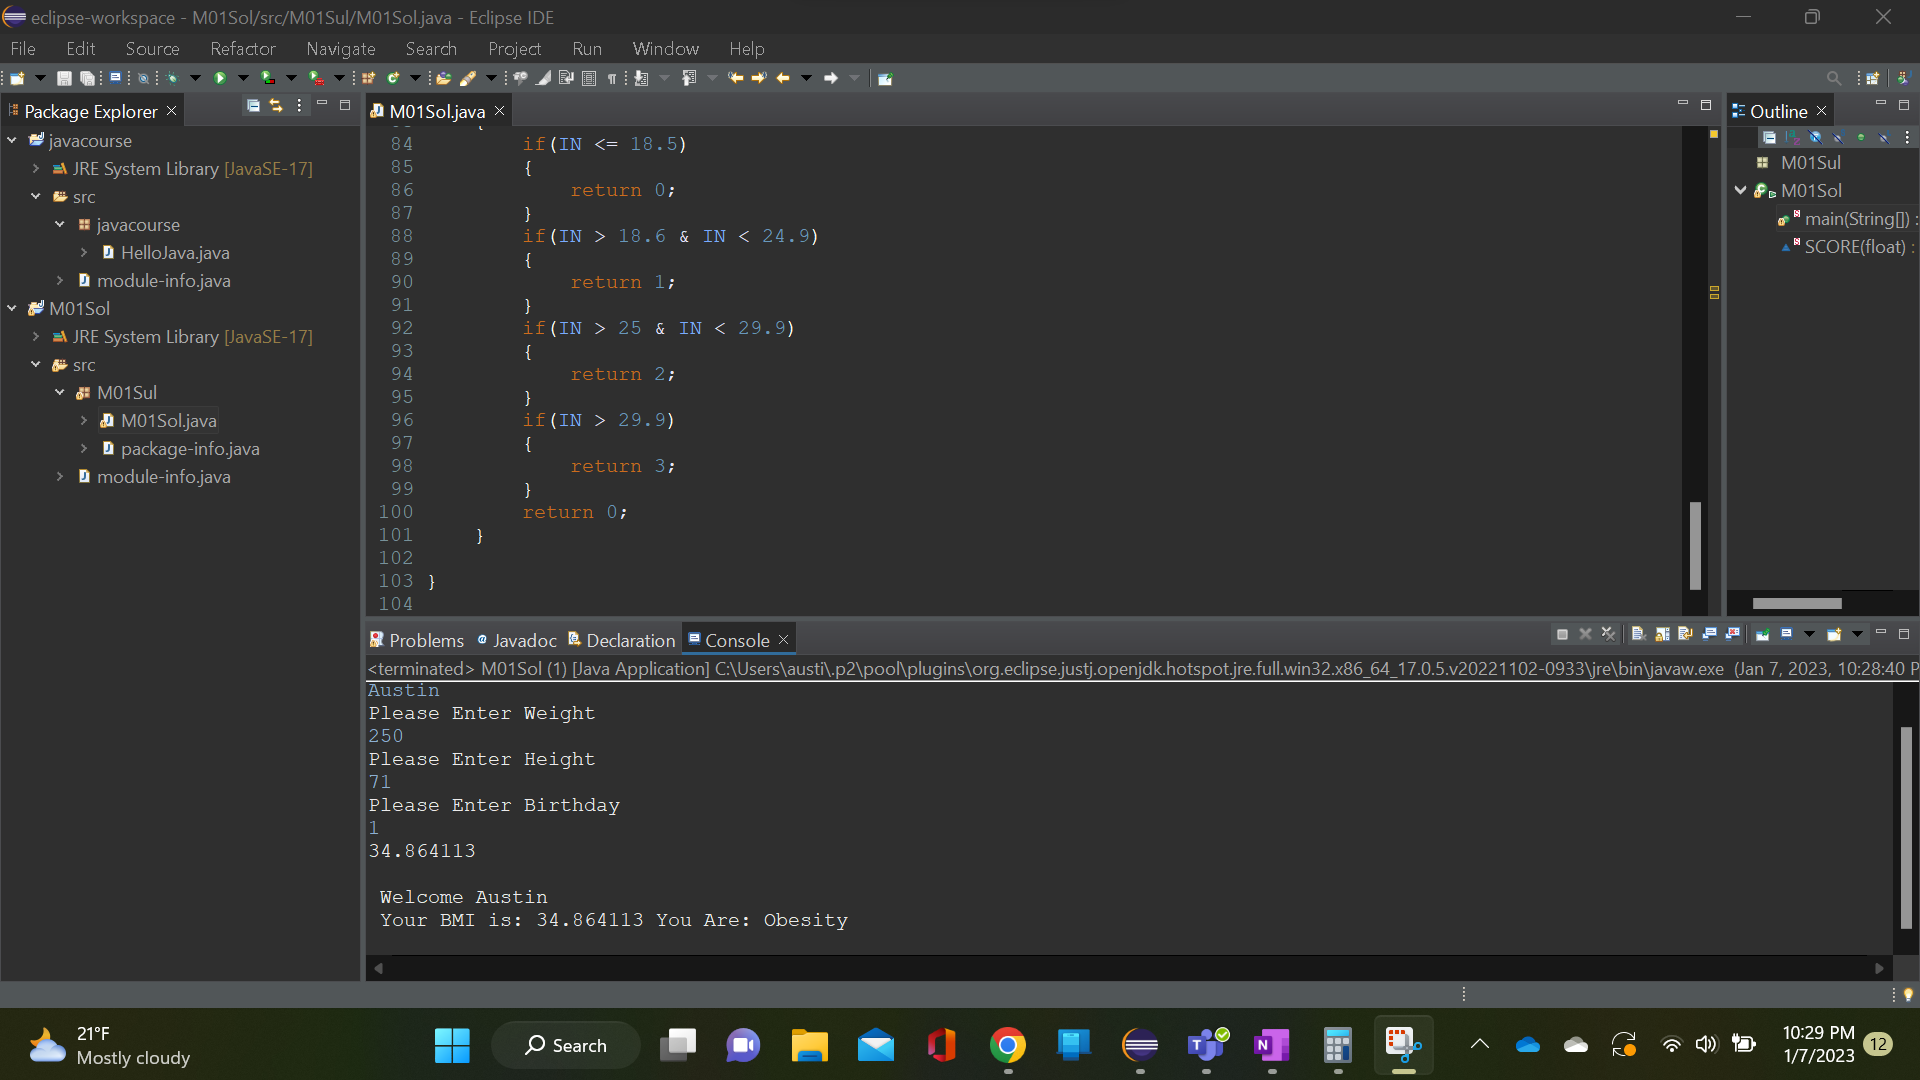 eclipse-workspace - M01Sol/src/M01Sul/M01Sol.java - Eclipse IDE
File Edit Source Refactor Navigate Search Project Run Window Help
Package Explorer
javacourse
JRE System Library [JavaSE-17]
src
javacourse
HelloJava.java
module-info.java
M01Sol
JRE System Library [JavaSE-17]
src
M01Sul
M01Sol.java
package-info.java
module-info.java
M01Sol.java
84 if(IN <= 18.5)
85 {
86 return 0;
87 }
88 if(IN > 18.6 & IN < 24.9)
89 {
90 return 1;
91 }
92 if(IN > 25 & IN < 29.9)
93 {
94 return 2;
95 }
96 if(IN > 29.9)
97 {
98 return 3;
99 }
100 return 0;
101 }
102
103 }
104
Outline
M01Sul
M01Sol
main(String[]) :
SCORE(float) :
Problems Javadoc Declaration Console
<terminated> M01Sol (1) [Java Application] C:\Users\austi\.p2\pool\plugins\org.eclipse.justj.openjdk.hotspot.jre.full.win32.x86_64_17.0.5.v20221102-0933\jre\bin\javaw.exe (Jan 7, 2023, 10:28:40 P
Austin
Please Enter Weight
250
Please Enter Height
71
Please Enter Birthday
1
34.864113
Welcome Austin
Your BMI is: 34.864113 You Are: Obesity
21°F
Mostly cloudy
Search
10:29 PM
1/7/2023
12